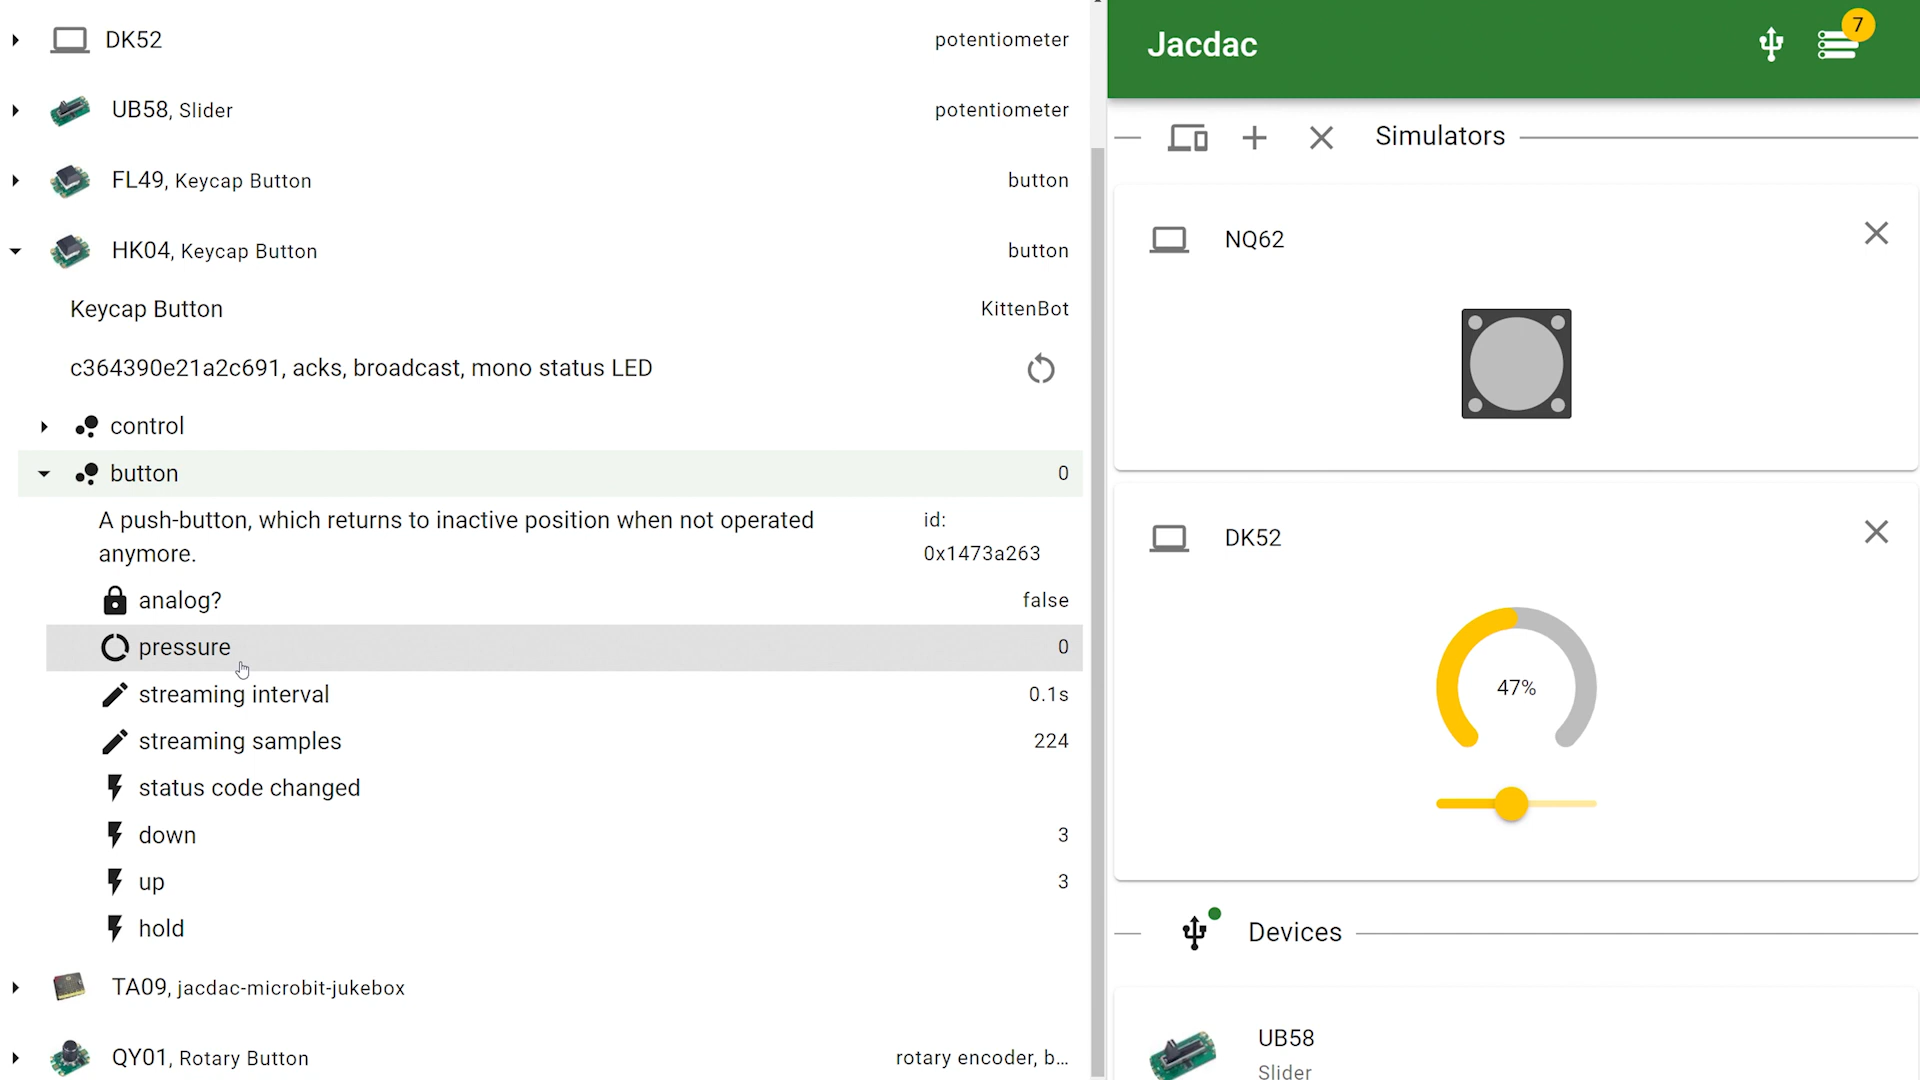 DK52 potentiometer
UB58, Slider potentiometer
FL49, Keycap Button button
HK04, Keycap Button button
Keycap Button KittenBot
c364390e21a2c691, acks, broadcast, mono status LED
control
button 0
A push-button, which returns to inactive position when not operated
anymore.
id:
0x1473a263
analog? false
pressure 0
streaming interval 0.1s
streaming samples 224
status code changed
down 3
up 3
hold
TA09, jacdac-microbit-jukebox
QY01, Rotary Button rotary encoder, b...
Jacdac 7
Simulators
NQ62
DK52
47%
Devices
UB58
Slider